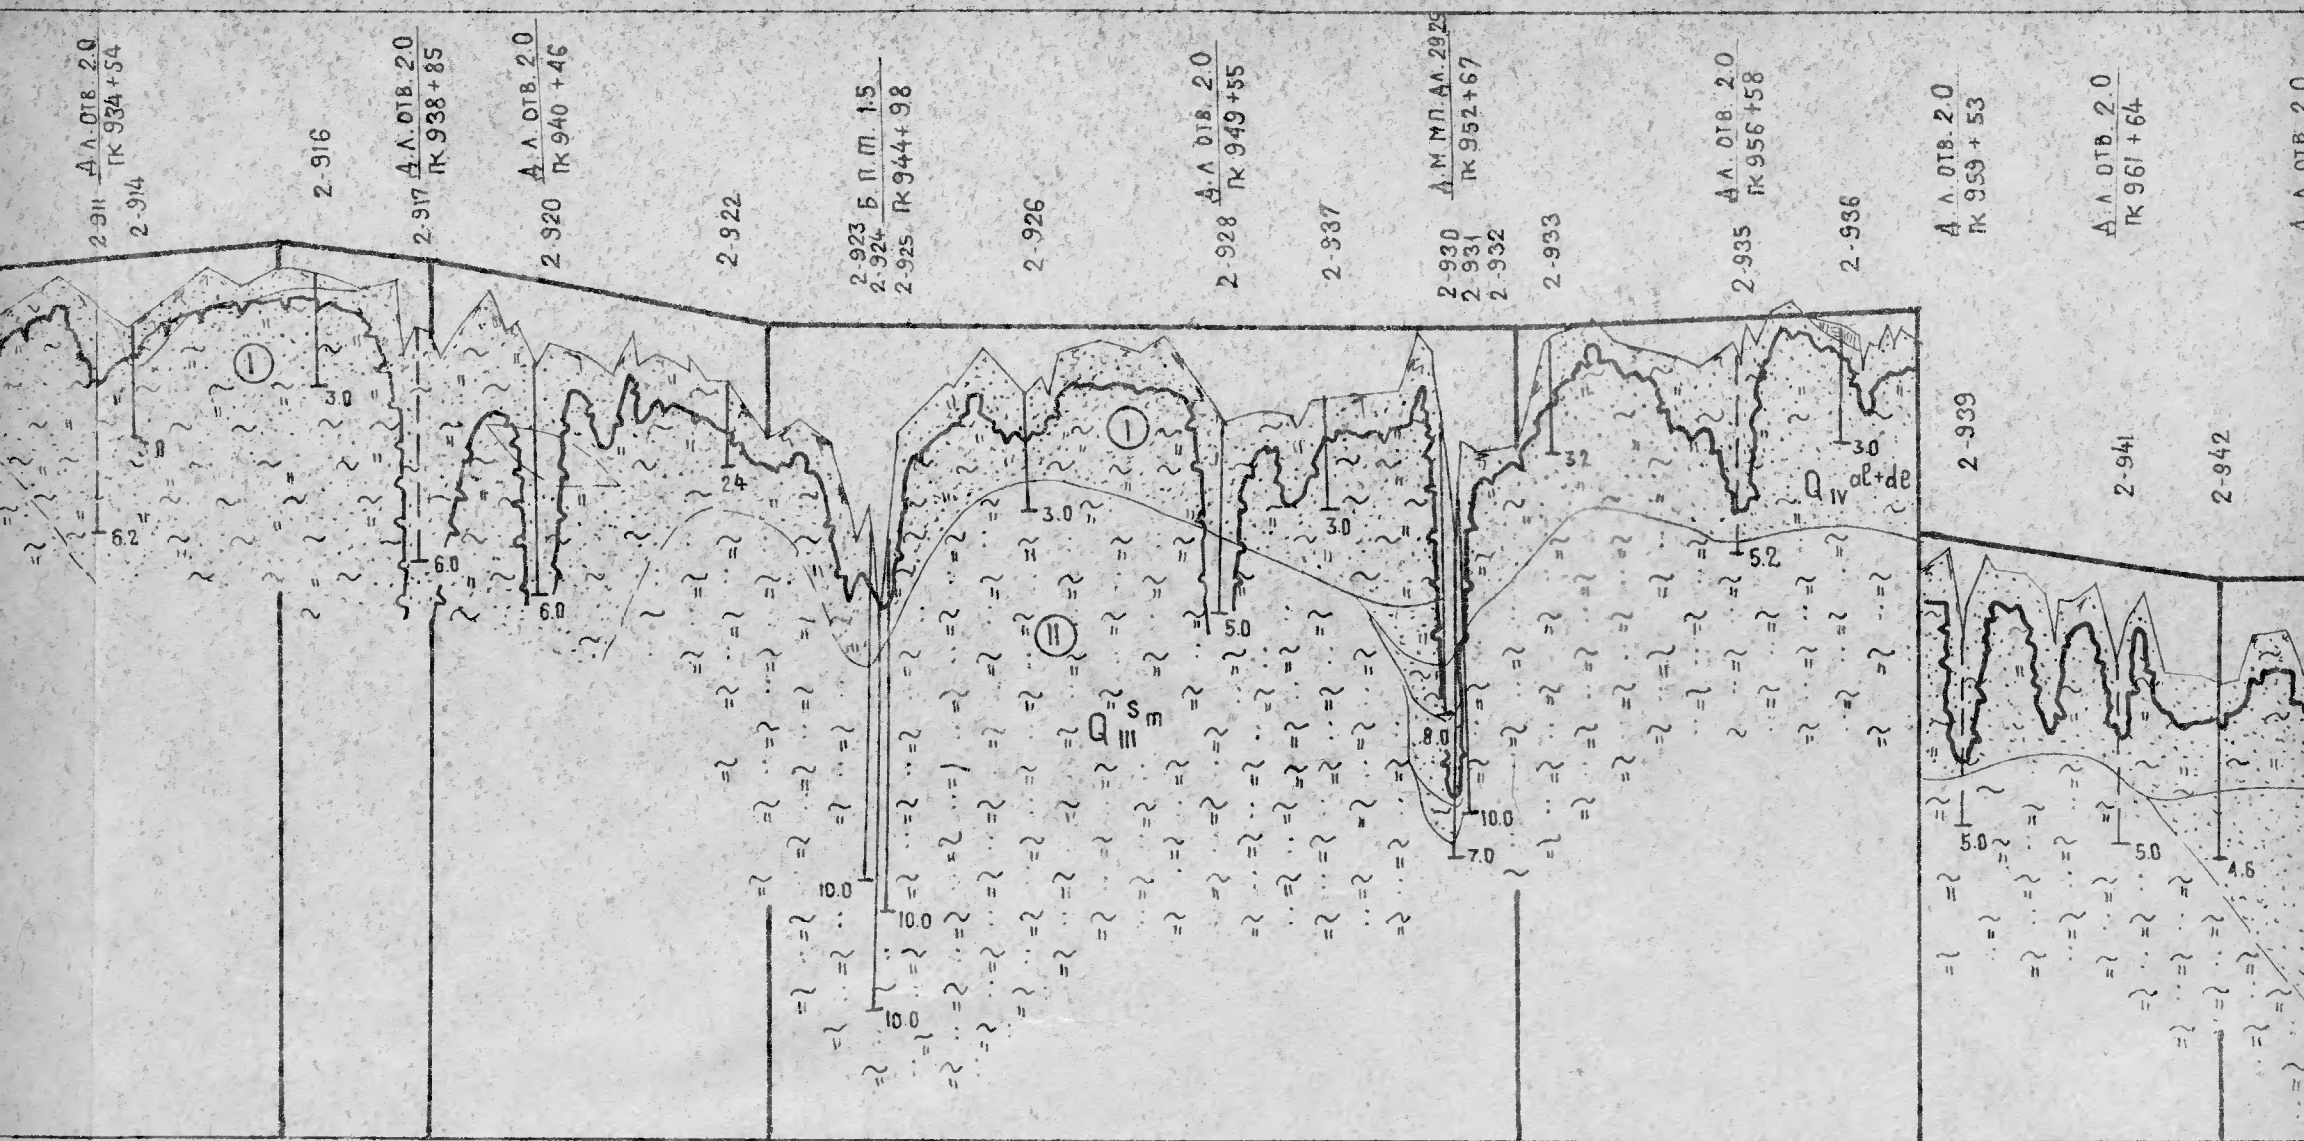 2-911
Д Л. ОТВ. 2.0
ПК 934+54
2-914
2-916
2-917
Д Л. ОТВ. 2.0
ПК 938+85
Д Л ОТВ. 2.0
ПК 940+46
2-920
2-922
2-923
2-924
2-925
Б П.Т. 1.5
ПК 944+98
2-926
Д Л ОТВ. 2.0
ПК 949+55
2-928
2-937
Д.М МП. ДЛ. 29.25
ПК 952+67
2-930
2-931
2-932
2-933
Д Л. ОТВ. 2.0
ПК 956+58
2-935
2-936
Д Л ОТВ. 2.0
ПК 959+53
2-939
Д Л ОТВ 2.0
ПК 961+64
2-941
2-942
Д Л ОТВ 2.0
I
3.0
6.2
6.0
6.0
2.4
10.0
10.0
10.0
3.0
I
II
Q III S m
5.0
3.0
8.0
10.0
7.0
3.2
5.2
3.0
Q IV al+dl
5.0
5.0
4.6